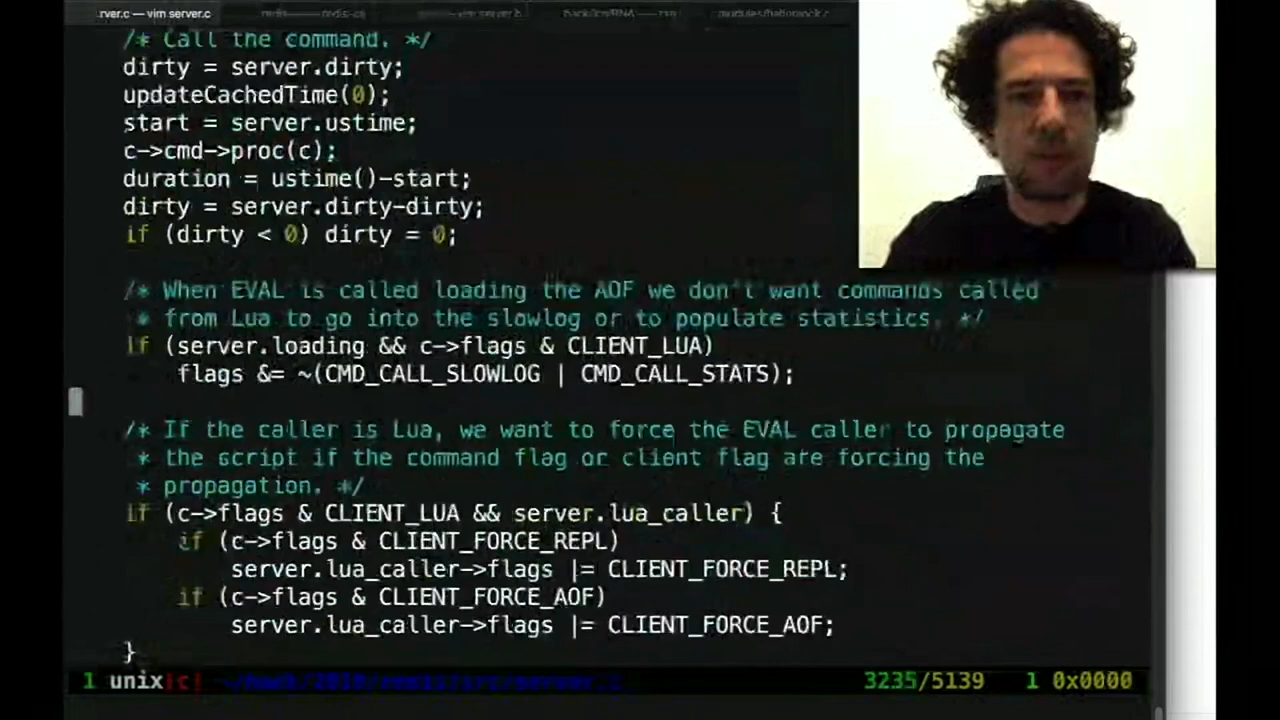 rver.c — vim server.c
/* Call the command. */
dirty = server.dirty;
updateCachedTime(0);
start = server.ustime;
c->cmd->proc(c);
duration = ustime()-start;
dirty = server.dirty-dirty;
if (dirty < 0) dirty = 0;
/* When EVAL is called loading the AOF we don't want commands called
* from Lua to go into the slowlog or to populate statistics. */
if (server.loading && c->flags & CLIENT_LUA)
flags &= ~(CMD_CALL_SLOWLOG | CMD_CALL_STATS);
/* If the caller is Lua, we want to force the EVAL caller to propagate
* the script if the command flag or client flag are forcing the
* propagation. */
if (c->flags & CLIENT_LUA && server.lua_caller) {
if (c->flags & CLIENT_FORCE_REPL)
server.lua_caller->flags |= CLIENT_FORCE_REPL;
if (c->flags & CLIENT_FORCE_AOF)
server.lua_caller->flags |= CLIENT_FORCE_AOF;
}
1 unix|c| 3235/5139 1 0x0000